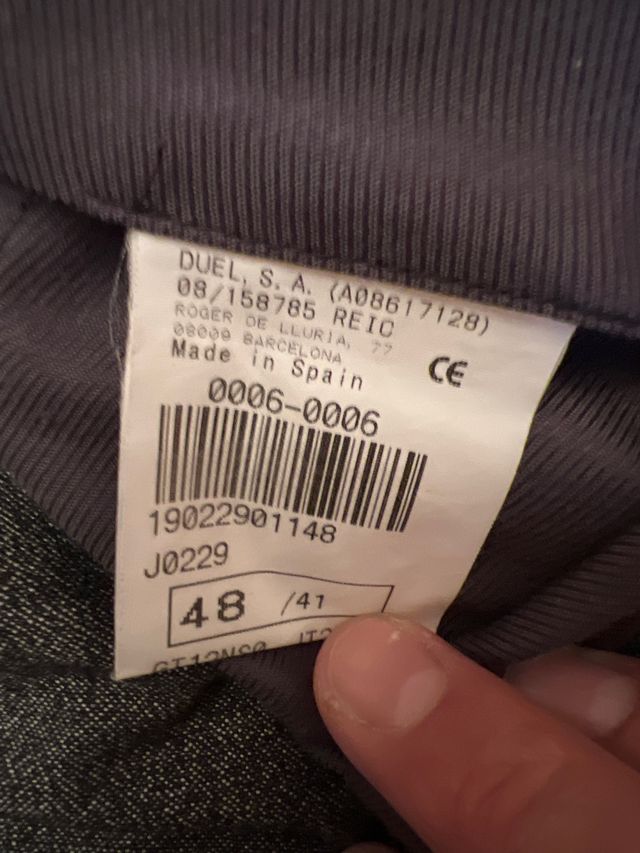 DUEL, S. A. (A08617128)
08/158785 REIC
ROGER DE LLURIA, 77
08009 BARCELONA
Made in Spain
CE
0006-0006
19022901148
J0229
48 /41